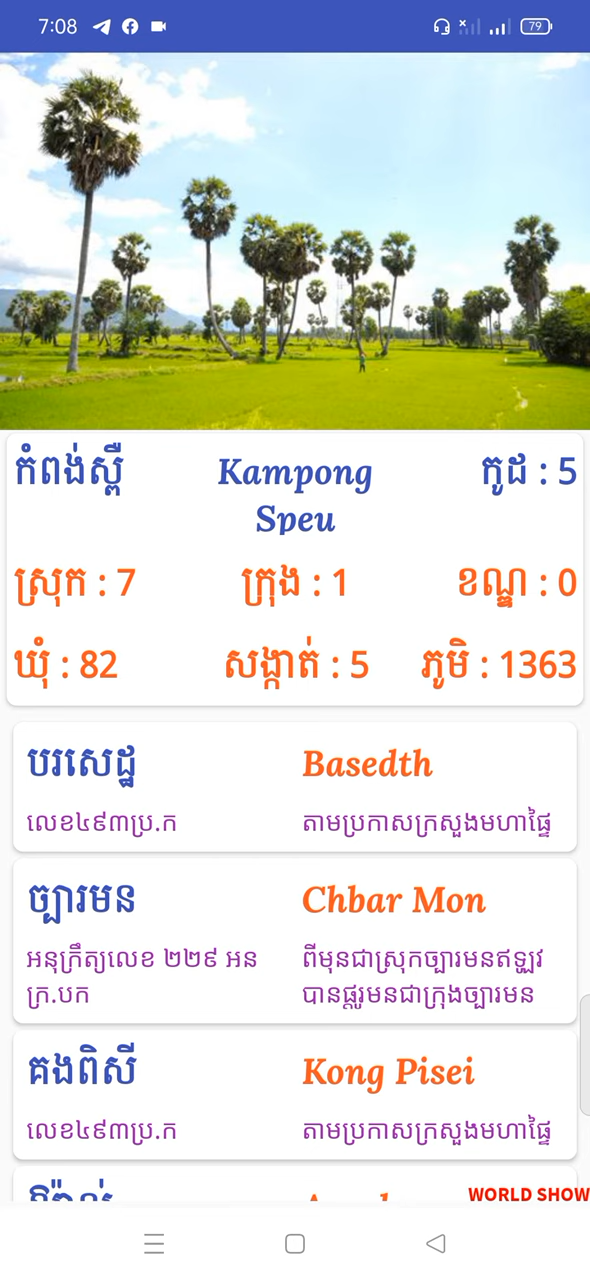 7:08
79
កំពង់ស្ពឺ Kampong Speu កូដ : 5
ស្រុក : 7 ក្រុង : 1 ខណ្ឌ : 0
ឃុំ : 82 សង្កាត់ : 5 ភូមិ : 1363
បរសេដ្ឋ Basedth
លេខ៤៩៣ប្រ.ក តាមប្រកាសក្រសួងមហាផ្ទៃ
ច្បារមន Chbar Mon
អនុក្រឹត្យលេខ ២២៩ អន ពីមុនជាស្រុកច្បារមនឥឡូវ
ក្រ.បក បានផ្ដូរមនជាក្រុងច្បារមន
គងពិសី Kong Pisei
លេខ៤៩៣ប្រ.ក តាមប្រកាសក្រសួងមហាផ្ទៃ
WORLD SHOW